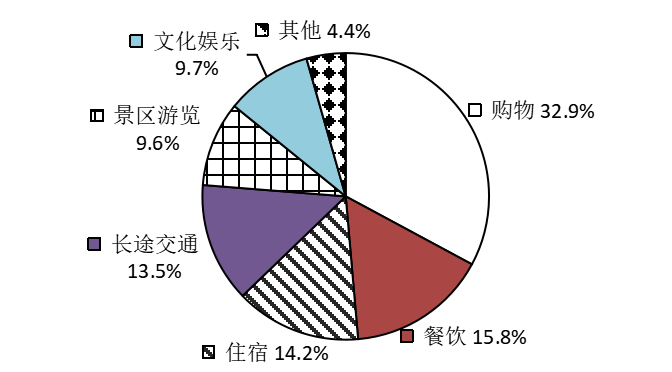 其他 4.4%
文化娱乐
9.7%
购物 32.9%
景区游览
9.6%
长途交通
13.5%
餐饮 15.8%
住宿 14.2%